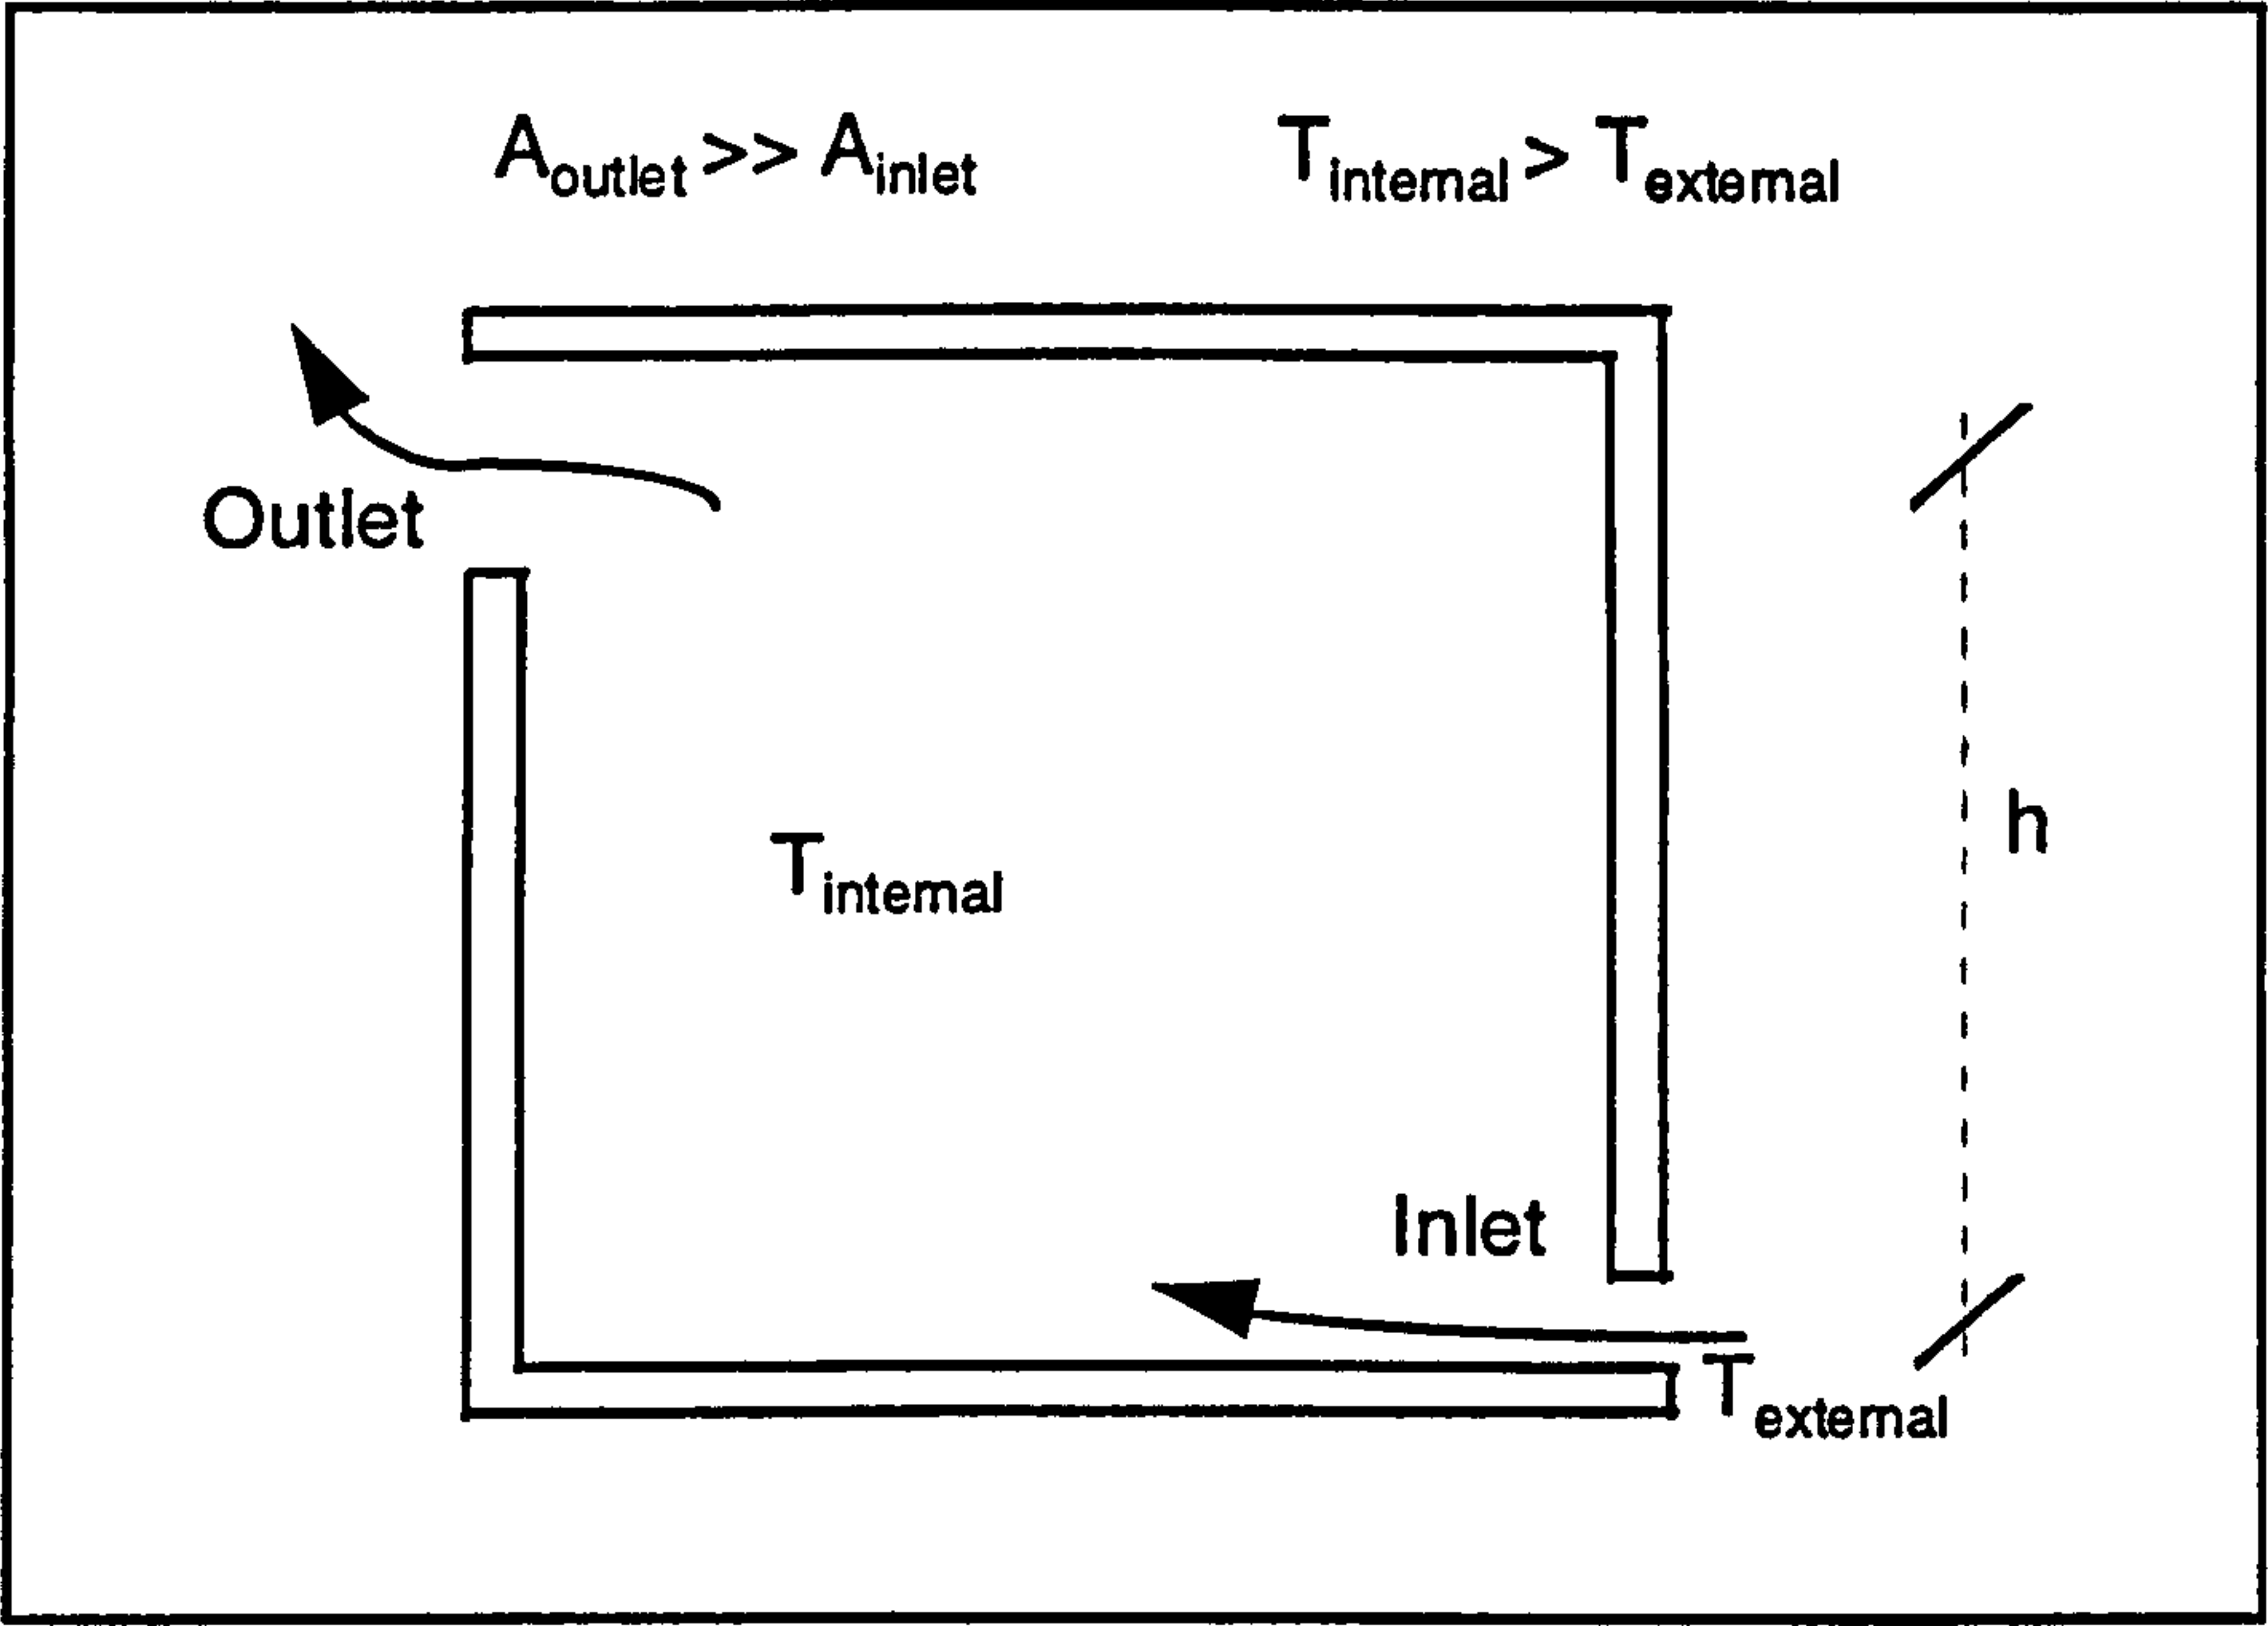 A_outlet >> A_inlet
T_internal > T_external
Outlet
T_internal
h
Inlet
T_external